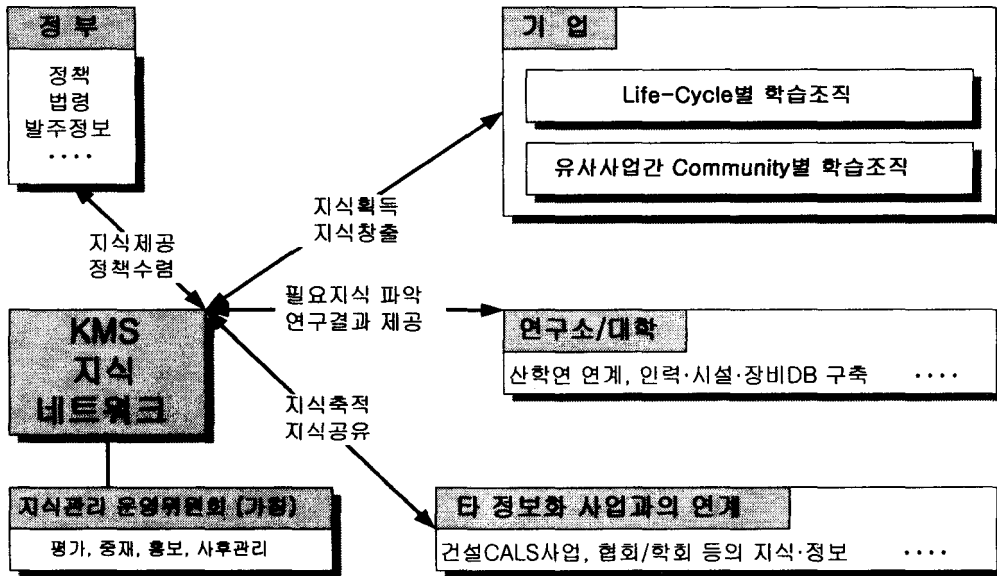 정 부
정책
법령
발주정보
....
기 업
Life-Cycle별 학습조직
유사사업간 Community별 학습조직
지식획득
지식창출
지식제공
정책수렴
KMS
지식
네트워크
필요지식 파악
연구결과 제공
연구소/대학
산학연 연계, 인력·시설·장비DB 구축 ....
지식축적
지식공유
지식관리 운영위원회 (가칭)
평가, 중재, 홍보, 사후관리
타 정보화 사업과의 연계
건설CALS사업, 협회/학회 등의 지식·정보 ....